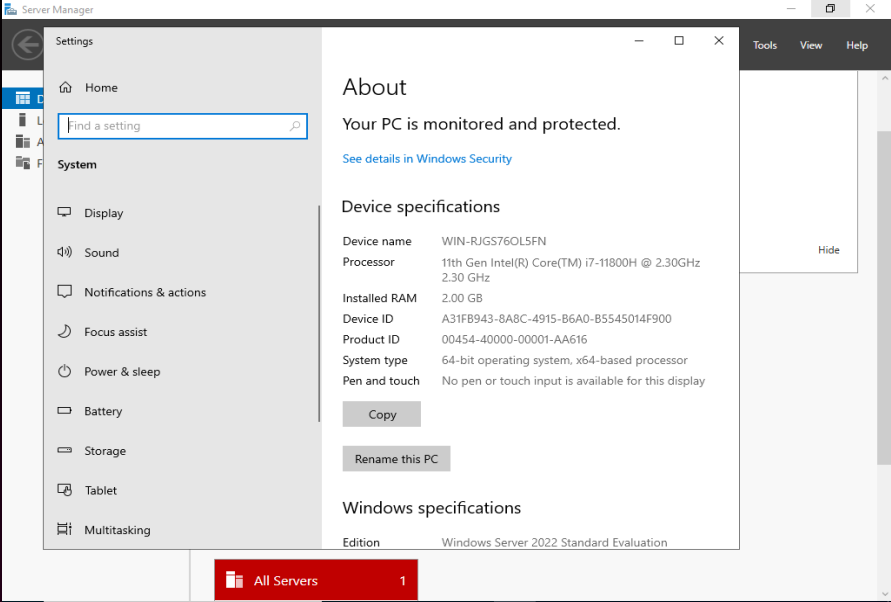 Server Manager
Tools View Help
Settings
Home
Find a setting
System
Display
Sound
Notifications & actions
Focus assist
Power & sleep
Battery
Storage
Tablet
Multitasking
About
Your PC is monitored and protected.
See details in Windows Security
Device specifications
Device name WIN-RJGS76OL5FN
Processor 11th Gen Intel(R) Core(TM) i7-11800H @ 2.30GHz
2.30 GHz
Installed RAM 2.00 GB
Device ID A31FB943-8A8C-4915-B6A0-B5545014F900
Product ID 00454-40000-00001-AA616
System type 64-bit operating system, x64-based processor
Pen and touch No pen or touch input is available for this display
Copy
Rename this PC
Windows specifications
Edition Windows Server 2022 Standard Evaluation
Hide
All Servers 1